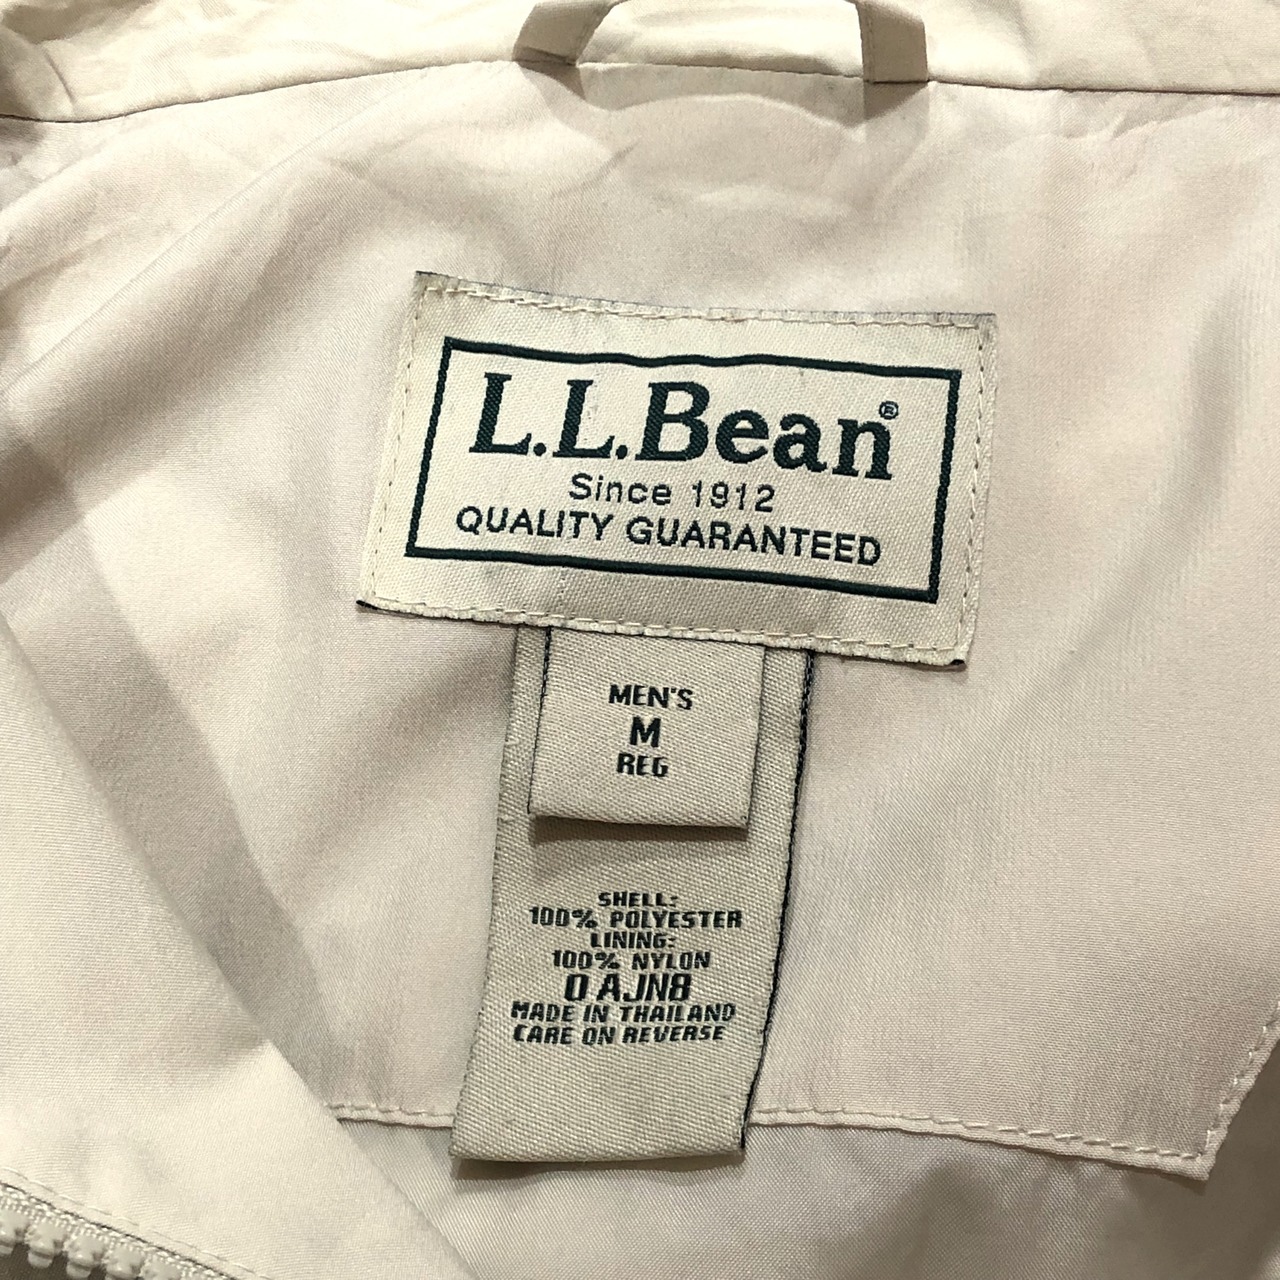 L.L.Bean®
Since 1912
QUALITY GUARANTEED
MEN'S
M
REG
SHELL:
100% POLYESTER
LINING:
100% NYLON
0 AJN8
MADE IN THAILAND
CARE ON REVERSE